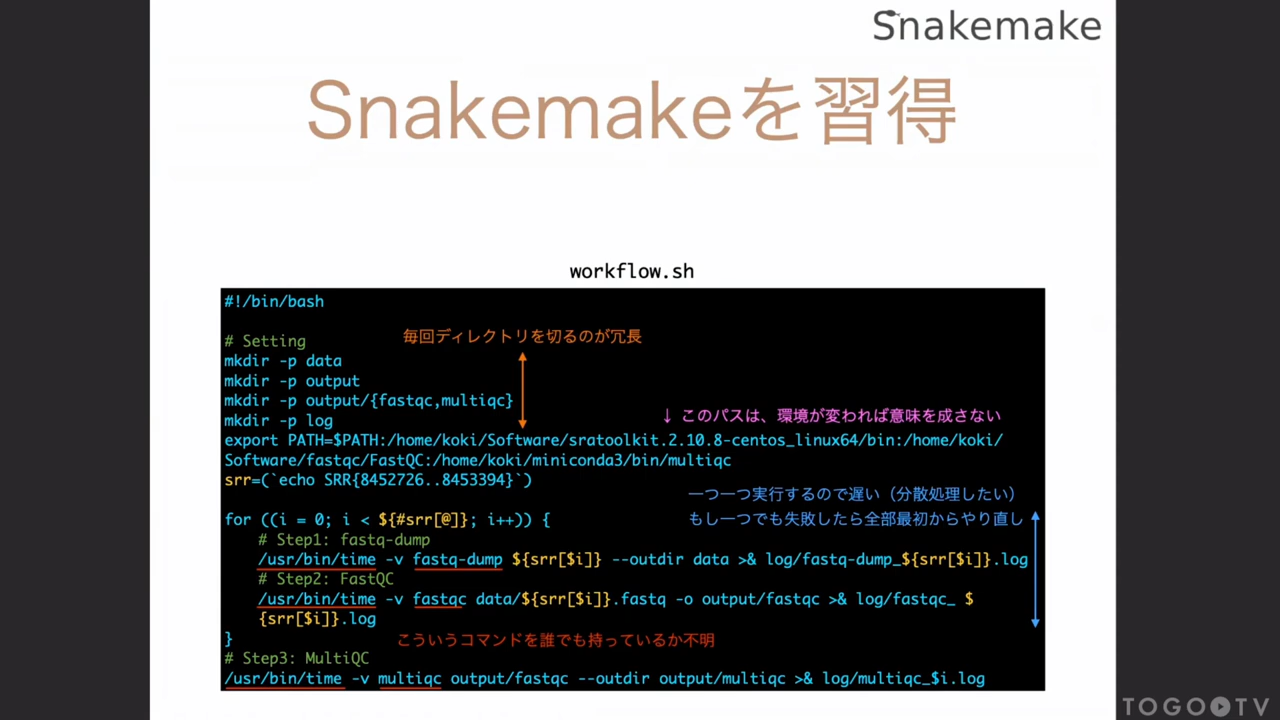 Snakemake
Snakemakeを習得
workflow.sh
#!/bin/bash
# Setting
毎回ディレクトリを切るのが冗長
mkdir -p data
mkdir -p output
mkdir -p output/{fastqc,multiqc}
mkdir -p log
↓ このパスは、環境が変われば意味を成さない
export PATH=$PATH:/home/koki/Software/sratoolkit.2.10.8-centos_linux64/bin:/home/koki/
Software/fastqc/FastQC:/home/koki/miniconda3/bin/multiqc
srr=(`echo SRR{8452726..8453394}`)
一つ一つ実行するので遅い（分散処理したい）
もし一つでも失敗したら全部最初からやり直し
for ((i = 0; i < ${#srr[@]}; i++)) {
# Step1: fastq-dump
/usr/bin/time -v fastq-dump ${srr[$i]} --outdir data >& log/fastq-dump_${srr[$i]}.log
# Step2: FastQC
/usr/bin/time -v fastqc data/${srr[$i]}.fastq -o output/fastqc >& log/fastqc_ $
{srr[$i]}.log
}
こういうコマンドを誰でも持っているか不明
# Step3: MultiQC
/usr/bin/time -v multiqc output/fastqc --outdir output/multiqc >& log/multiqc_$i.log
TOGO TV